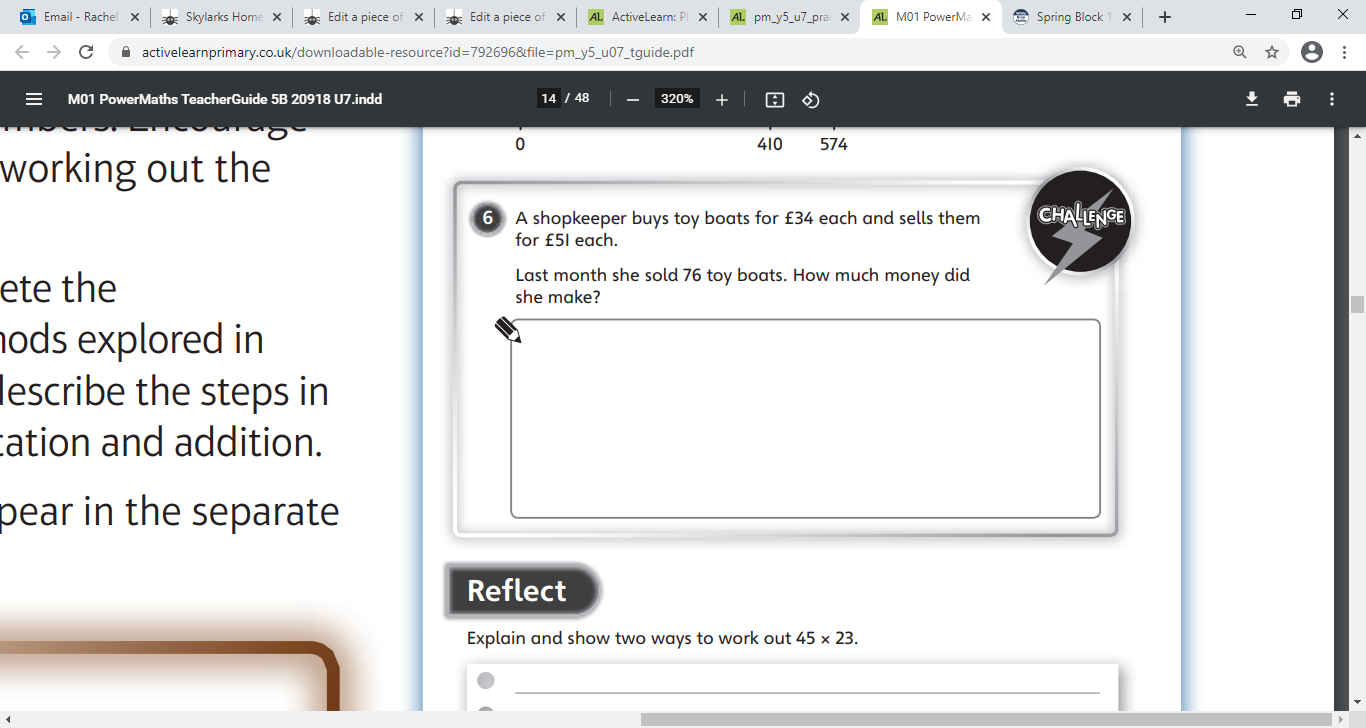 Email - Rachel
Skylarks Home
Edit a piece of
Edit a piece of
ActiveLearn: P
pm_y5_u7_pra
M01 PowerMa
Spring Block 1
activelearnprimary.co.uk/downloadable-resource?id=792696&file=pm_y5_u07_tguide.pdf
M01 PowerMaths TeacherGuide 5B 20918 U7.indd
14 / 48
320%
working out the
ete the
ods explored in
describe the steps in
cation and addition.
pear in the separate
0 410 574
CHALLENGE
6 A shopkeeper buys toy boats for £34 each and sells them
for £51 each.
Last month she sold 76 toy boats. How much money did
she make?
Reflect
Explain and show two ways to work out 45 × 23.